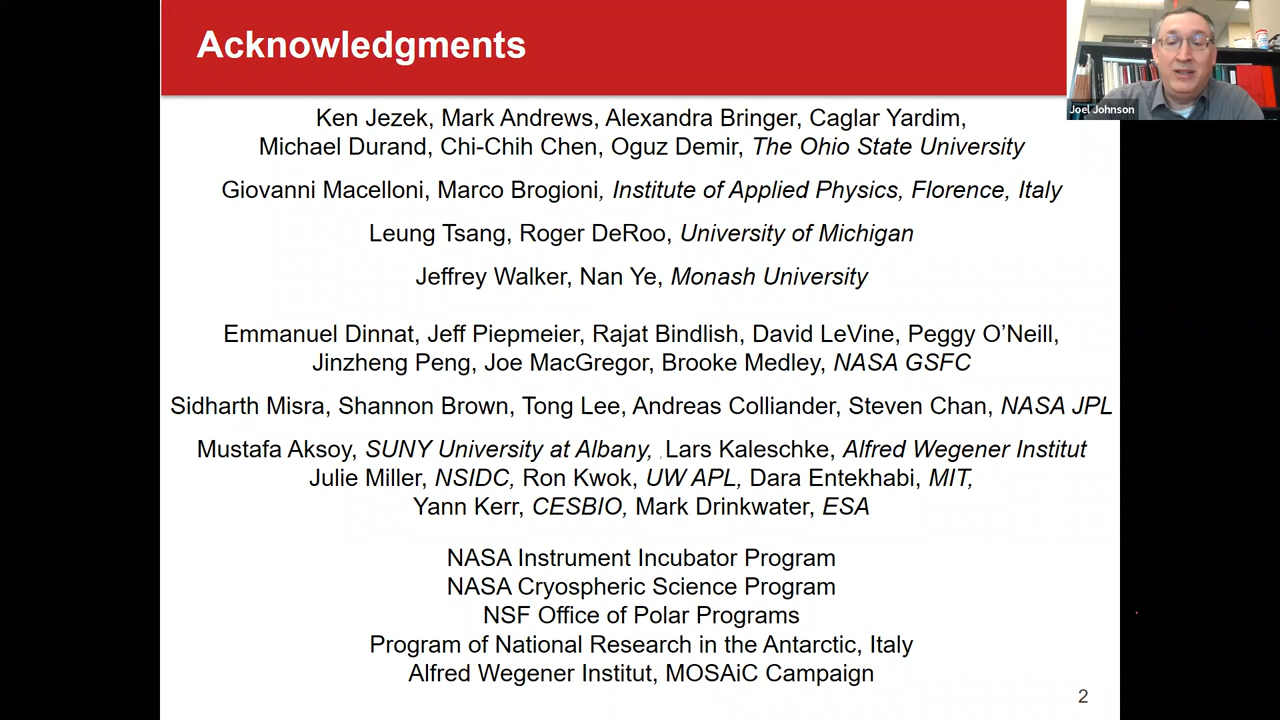 Acknowledgments
Joel Johnson
Ken Jezek, Mark Andrews, Alexandra Bringer, Caglar Yardim,
Michael Durand, Chi-Chih Chen, Oguz Demir, The Ohio State University
Giovanni Macelloni, Marco Brogioni, Institute of Applied Physics, Florence, Italy
Leung Tsang, Roger DeRoo, University of Michigan
Jeffrey Walker, Nan Ye, Monash University
Emmanuel Dinnat, Jeff Piepmeier, Rajat Bindlish, David LeVine, Peggy O’Neill,
Jinzheng Peng, Joe MacGregor, Brooke Medley, NASA GSFC
Sidharth Misra, Shannon Brown, Tong Lee, Andreas Colliander, Steven Chan, NASA JPL
Mustafa Aksoy, SUNY University at Albany, Lars Kaleschke, Alfred Wegener Institut
Julie Miller, NSIDC, Ron Kwok, UW APL, Dara Entekhabi, MIT,
Yann Kerr, CESBIO, Mark Drinkwater, ESA
NASA Instrument Incubator Program
NASA Cryospheric Science Program
NSF Office of Polar Programs
Program of National Research in the Antarctic, Italy
Alfred Wegener Institut, MOSAiC Campaign
2